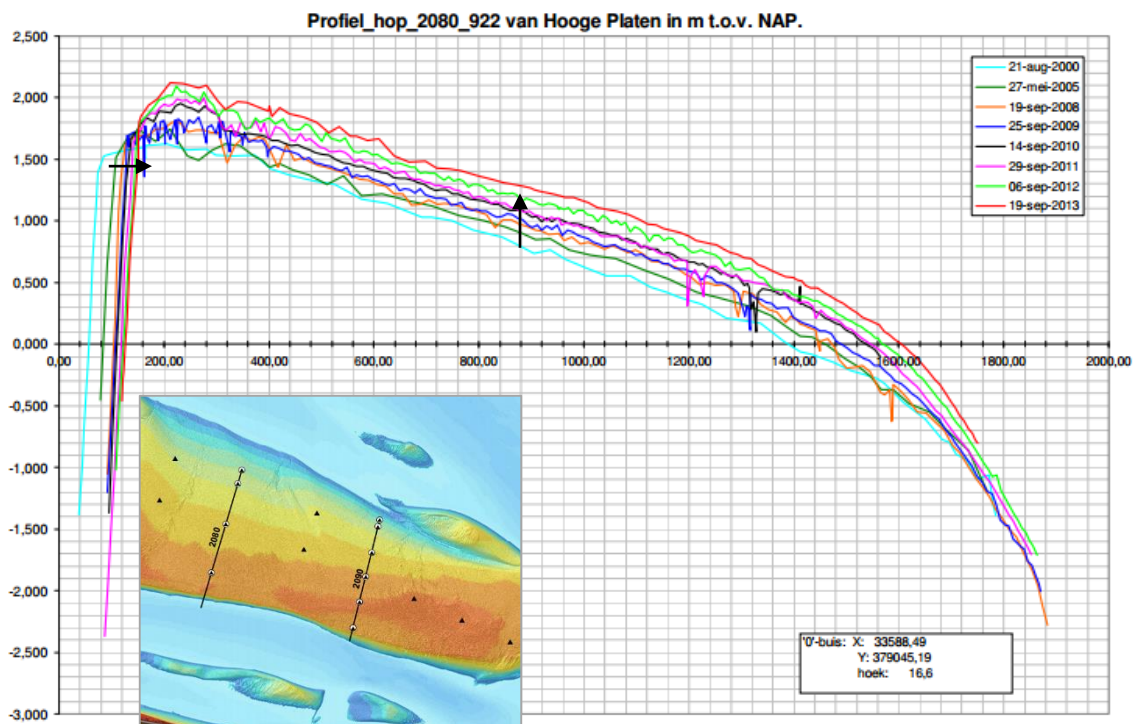 Profiel_hop_2080_922 van Hooge Platen in m t.o.v. NAP.
2,500
2,000
1,500
1,000
0,500
0,000
-0,500
-1,000
-1,500
-2,000
-2,500
-3,000
0,00 200,00 400,00 600,00 800,00 1000,00 1200,00 1400,00 1600,00 1800,00 2000,00
21-aug-2000
27-mei-2005
19-sep-2008
25-sep-2009
14-sep-2010
29-sep-2011
06-sep-2012
19-sep-2013
2080
2090
'0'-buis: X: 33588,49
Y: 379045,19
hoek: 16,6